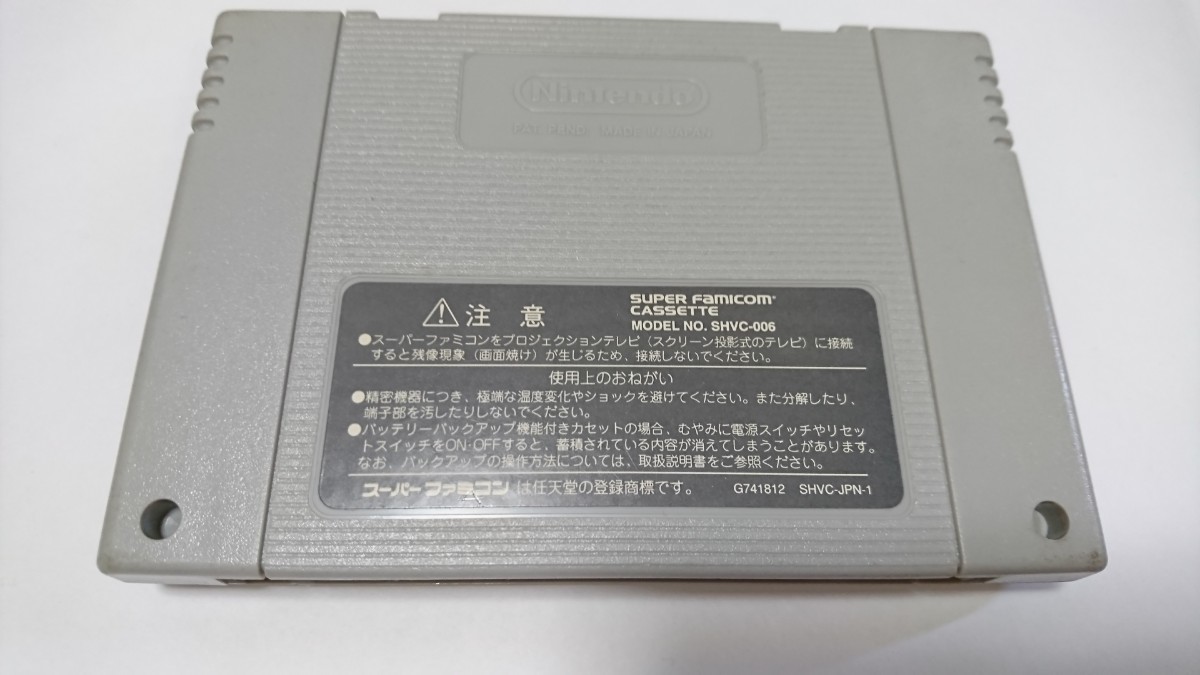 Nintendo
PAT. PEND. MADE IN JAPAN
⚠注 意
SUPER FAMICOM
CASSETTE
MODEL NO. SHVC-006
●スーパーファミコンをプロジェクションテレビ(スクリーン投影式のテレビ)に接続
すると残像現象(画面焼け)が生じるため、接続しないでください。
使用上のおねがい
●精密機器につき、極端な温度変化やショックを避けてください。また分解したり、
端子部を汚したりしないでください。
●バッテリーバックアップ機能付きカセットの場合、むやみに電源スイッチやリセッ
トスイッチをON・OFFすると、蓄積されている内容が消えてしまうことがあります。
なお、バックアップの操作方法については、取扱説明書をご参照ください。
スーパーファミコン は任天堂の登録商標です。 G741812 SHVC-JPN-1